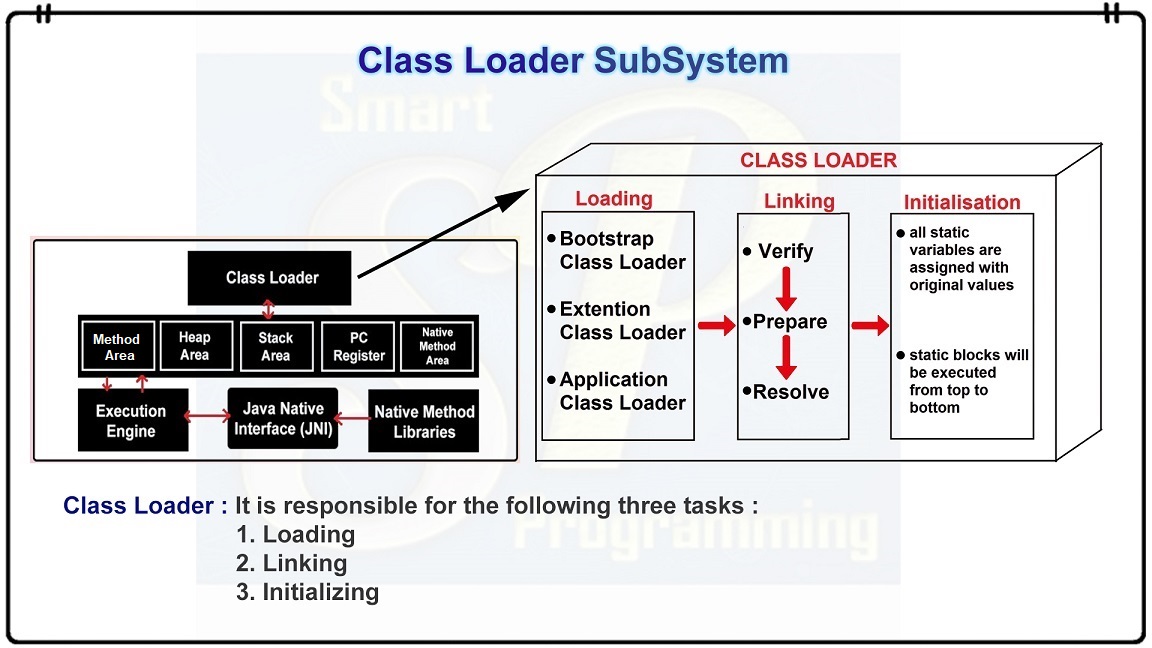 Class Loader SubSystem
Smart
SP
Programming
Class Loader
Method
Area
Heap
Area
Stack
Area
PC
Register
Native
Method
Area
Execution
Engine
Java Native
Interface (JNI)
Native Method
Libraries
CLASS LOADER
Loading
• Bootstrap
Class Loader
• Extention
Class Loader
• Application
Class Loader
Linking
• Verify
• Prepare
• Resolve
Initialisation
• all static
variables are
assigned with
original values
• static blocks will
be executed
from top to
bottom
Class Loader : It is responsible for the following three tasks :
1. Loading
2. Linking
3. Initializing